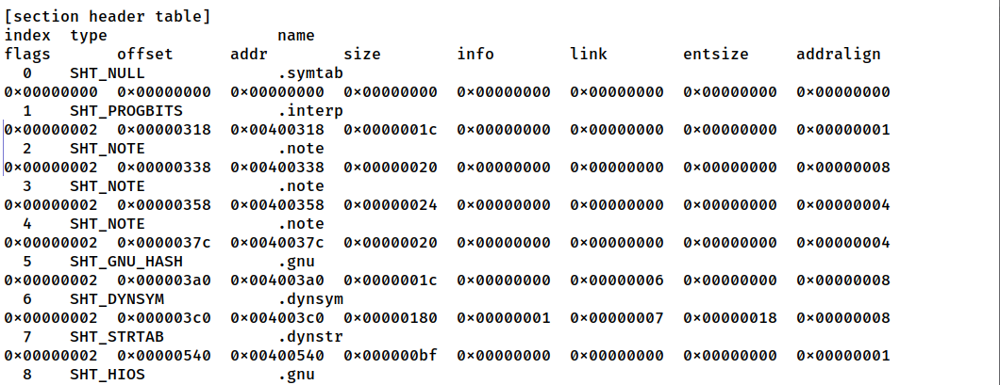 [section header table]
index  type                  name
flags       offset      addr        size        info        link        entsize     addralign
  0    SHT_NULL              .symtab
0x00000000  0x00000000  0x00000000  0x00000000  0x00000000  0x00000000  0x00000000  0x00000000
  1    SHT_PROGBITS          .interp
0x00000002  0x00000318  0x00400318  0x0000001c  0x00000000  0x00000000  0x00000000  0x00000001
  2    SHT_NOTE              .note
0x00000002  0x00000338  0x00400338  0x00000020  0x00000000  0x00000000  0x00000000  0x00000008
  3    SHT_NOTE              .note
0x00000002  0x00000358  0x00400358  0x00000024  0x00000000  0x00000000  0x00000000  0x00000004
  4    SHT_NOTE              .note
0x00000002  0x0000037c  0x0040037c  0x00000020  0x00000000  0x00000000  0x00000000  0x00000004
  5    SHT_GNU_HASH          .gnu
0x00000002  0x000003a0  0x004003a0  0x0000001c  0x00000000  0x00000006  0x00000000  0x00000008
  6    SHT_DYNSYM            .dynsym
0x00000002  0x000003c0  0x004003c0  0x00000180  0x00000001  0x00000007  0x00000018  0x00000008
  7    SHT_STRTAB            .dynstr
0x00000002  0x00000540  0x00400540  0x000000bf  0x00000000  0x00000000  0x00000000  0x00000001
  8    SHT_HIOS              .gnu